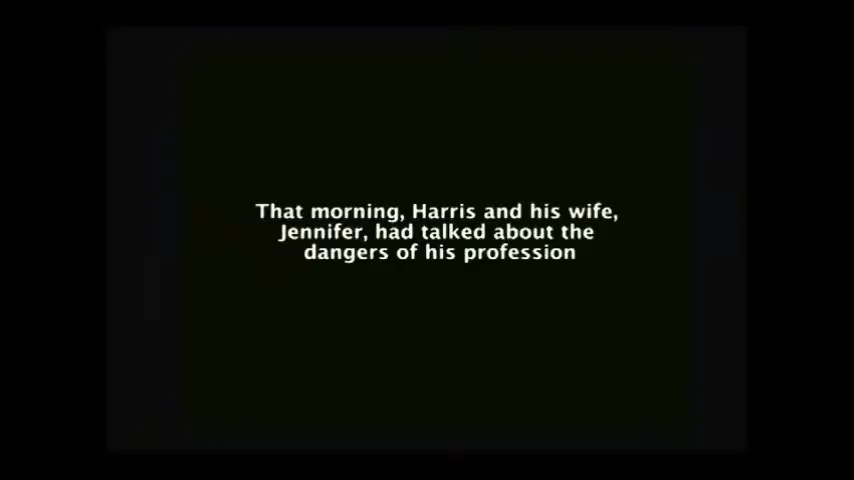 That morning, Harris and his wife,
Jennifer, had talked about the
dangers of his profession